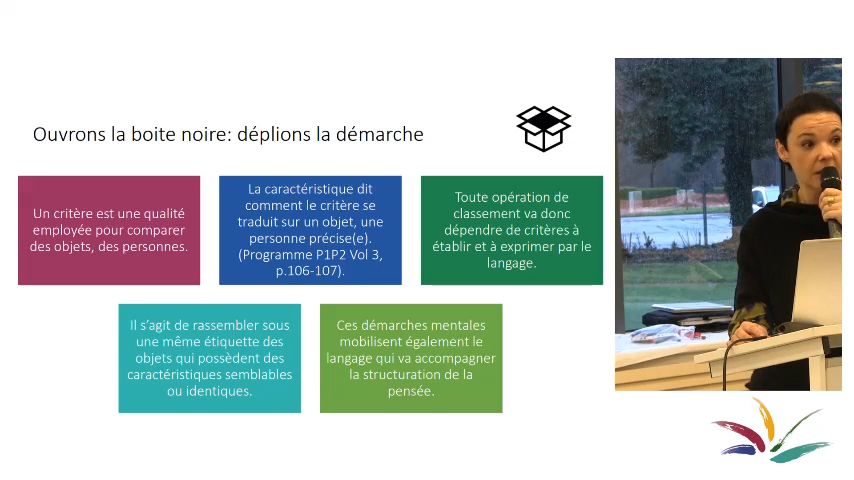 Ouvrons la boite noire: déplions la démarche
Un critère est une qualité
employée pour comparer
des objets, des personnes.
La caractéristique dit
comment le critère se
traduit sur un objet, une
personne précise(e).
(Programme P1P2 Vol 3,
p.106-107).
Toute opération de
classement va donc
dépendre de critères à
établir et à exprimer par le
langage.
Il s’agit de rassembler sous
une même étiquette des
objets qui possèdent des
caractéristiques semblables
ou identiques.
Ces démarches mentales
mobilisent également le
langage qui va accompagner
la structuration de la
pensée.